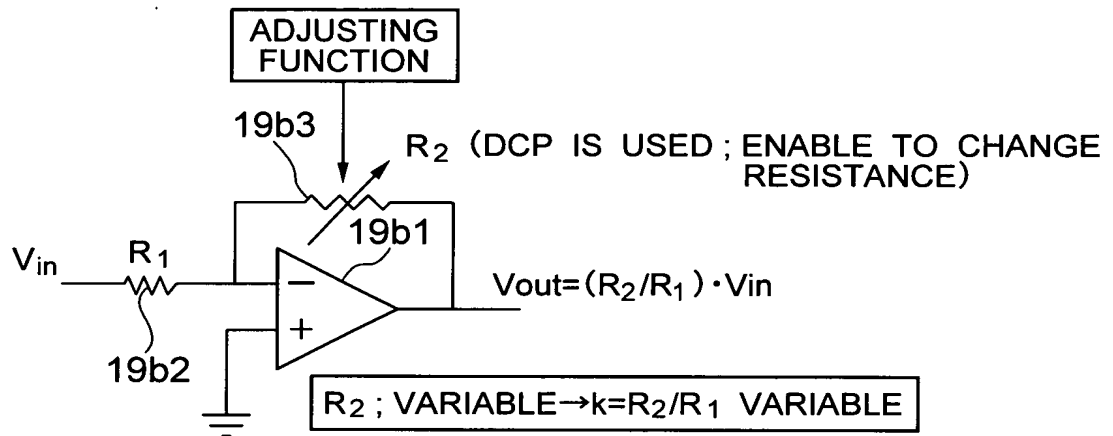 ADJUSTING
FUNCTION
19b3
R2 (DCP IS USED ; ENABLE TO CHANGE
RESISTANCE)
19b1
Vin
R1
−
+
Vout=(R2/R1)·Vin
19b2
R2 ; VARIABLE→k=R2/R1 VARIABLE